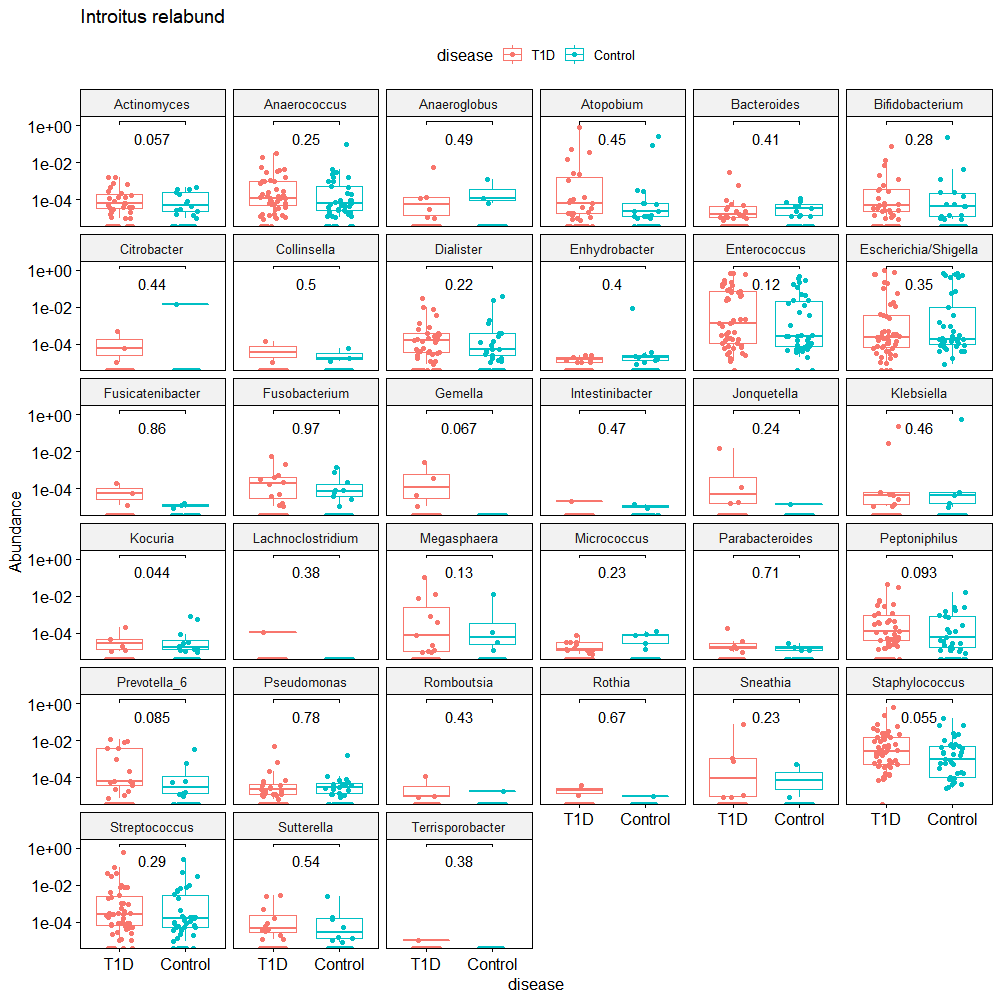 Introitus relabund
disease T1D Control
Actinomyces Anaerococcus Anaeroglobus Atopobium Bacteroides Bifidobacterium
1e+00
0.057 0.25 0.49 0.45 0.41 0.28
1e-02
1e-04
Citrobacter Collinsella Dialister Enhydrobacter Enterococcus Escherichia/Shigella
1e+00
0.44 0.5 0.22 0.4 0.12 0.35
1e-02
1e-04
Fusicatenibacter Fusobacterium Gemella Intestinibacter Jonquetella Klebsiella
1e+00
0.86 0.97 0.067 0.47 0.24 0.46
1e-02
1e-04
Abundance
Kocuria Lachnoclostridium Megasphaera Micrococcus Parabacteroides Peptoniphilus
1e+00
0.044 0.38 0.13 0.23 0.71 0.093
1e-02
1e-04
Prevotella_6 Pseudomonas Romboutsia Rothia Sneathia Staphylococcus
1e+00
0.085 0.78 0.43 0.67 0.23 0.055
1e-02
1e-04
T1D Control T1D Control T1D Control
Streptococcus Sutterella Terrisporobacter
1e+00
0.29 0.54 0.38
1e-02
1e-04
T1D Control T1D Control T1D Control
disease